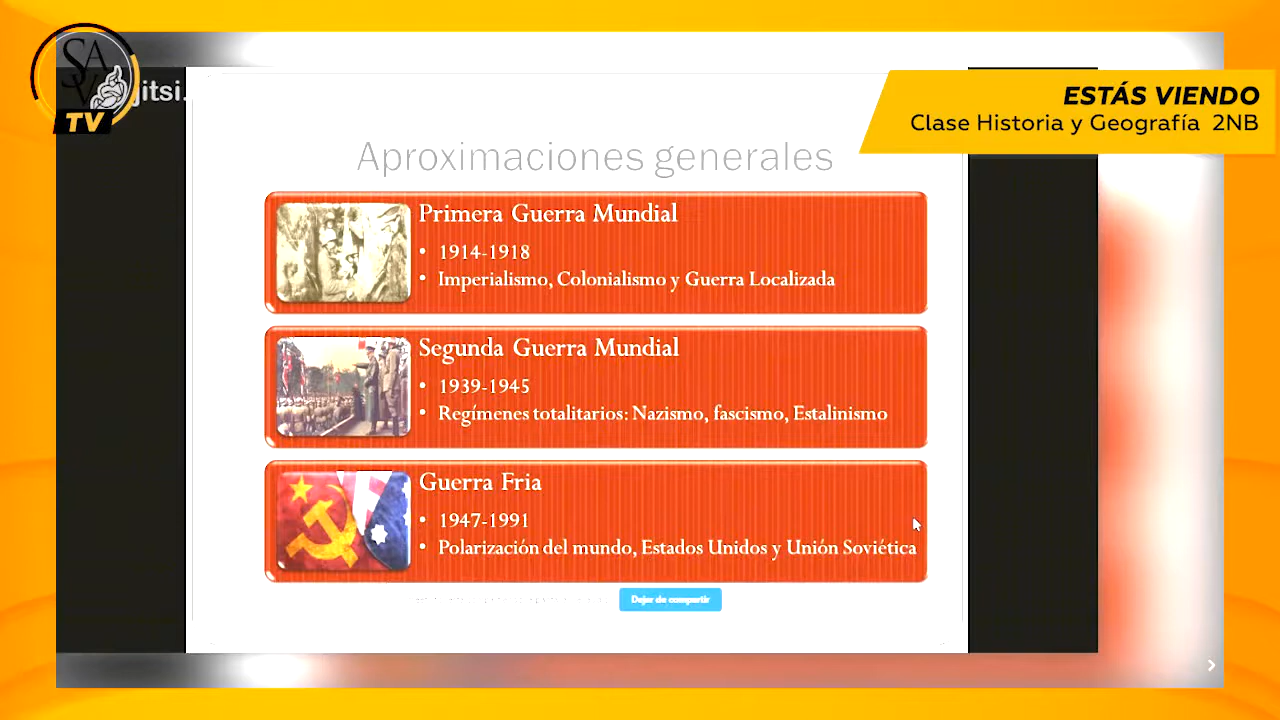 SA
V
TV
jitsi.
ESTÁS VIENDO
Clase Historia y Geografía 2NB
Aproximaciones generales
Primera Guerra Mundial
• 1914-1918
• Imperialismo, Colonialismo y Guerra Localizada
Segunda Guerra Mundial
• 1939-1945
• Regímenes totalitarios: Nazismo, fascismo, Estalinismo
Guerra Fria
• 1947-1991
• Polarización del mundo, Estados Unidos y Unión Soviética
Dejar de compartir